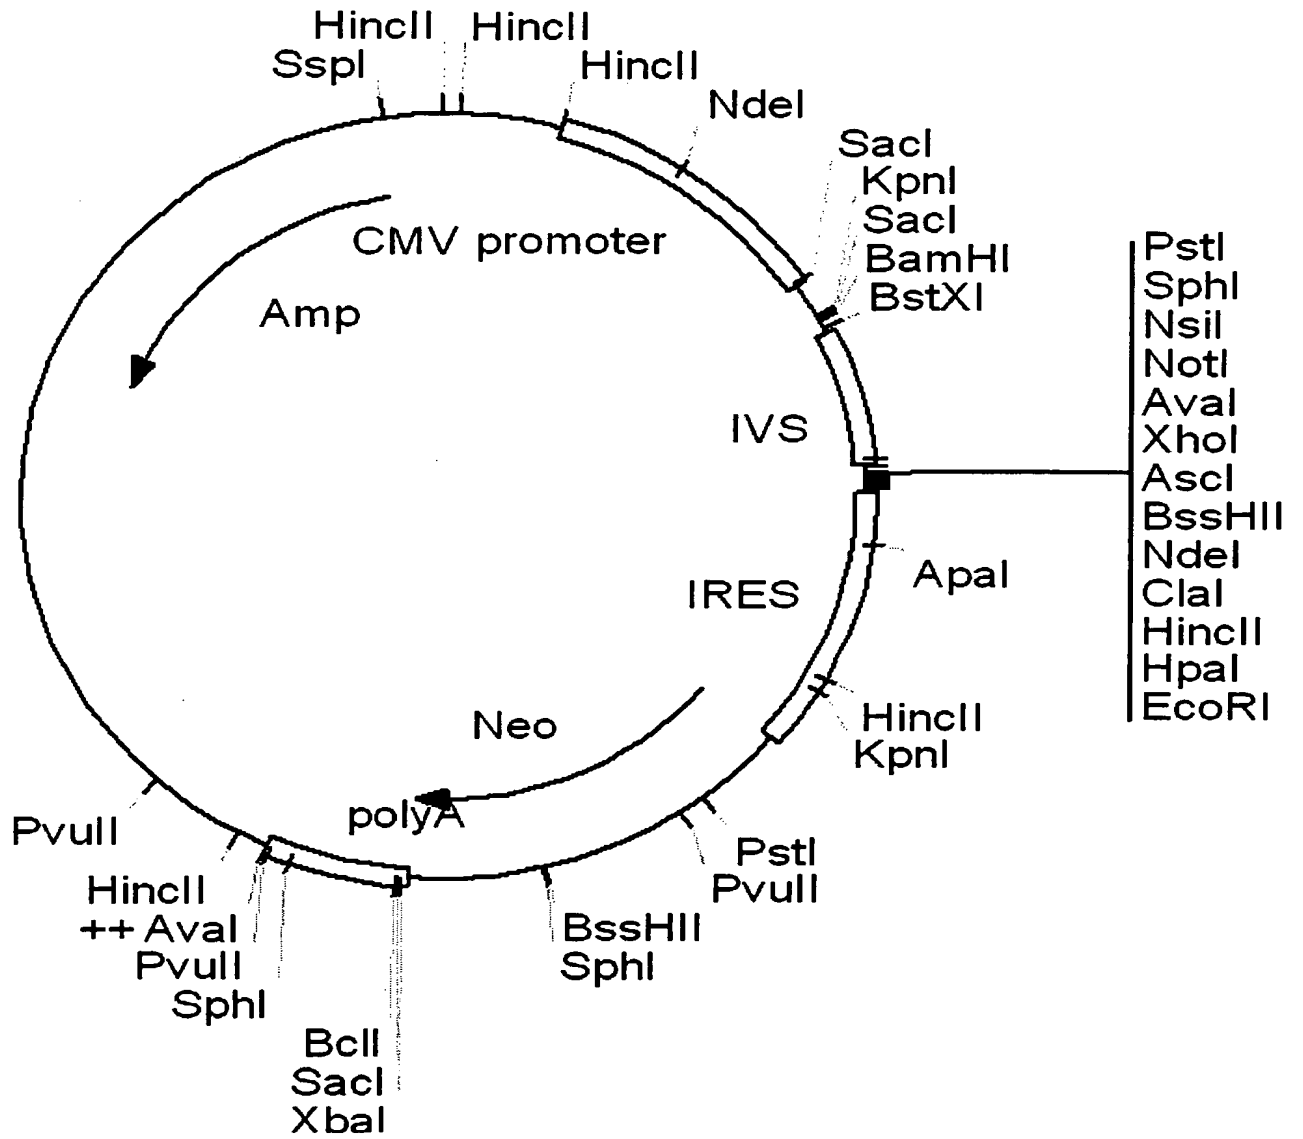 HincII HincII
SspI HincII
NdeI
SacI
KpnI
SacI
BamHI
BstXI
CMV promoter
Amp
IVS
PstI
SphI
NsiI
NotI
AvaI
XhoI
AscI
BssHII
NdeI
ClaI
HincII
HpaI
EcoRI
ApaI
IRES
HincII
KpnI
Neo
polyA
PstI
PvuII
BssHII
SphI
PvuII
HincII
++ AvaI
PvuII
SphI
BclI
SacI
XbaI